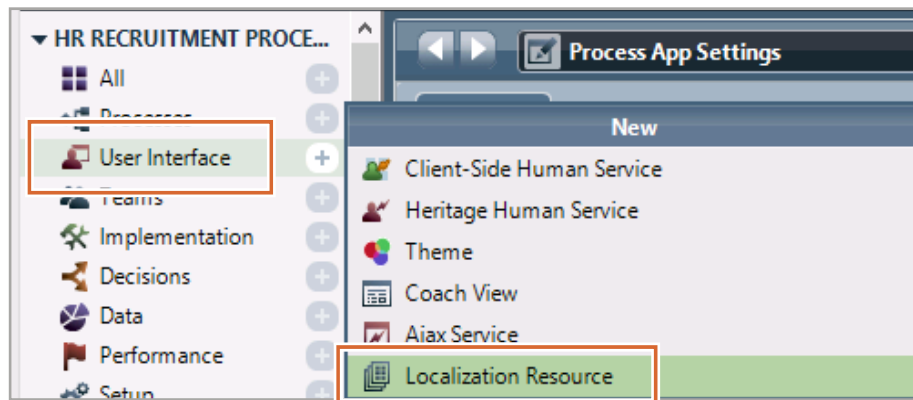 HR RECRUITMENT PROCE...
All
Processes
User Interface
Teams
Implementation
Decisions
Data
Performance
Setup
Process App Settings
New
Client-Side Human Service
Heritage Human Service
Theme
Coach View
Ajax Service
Localization Resource